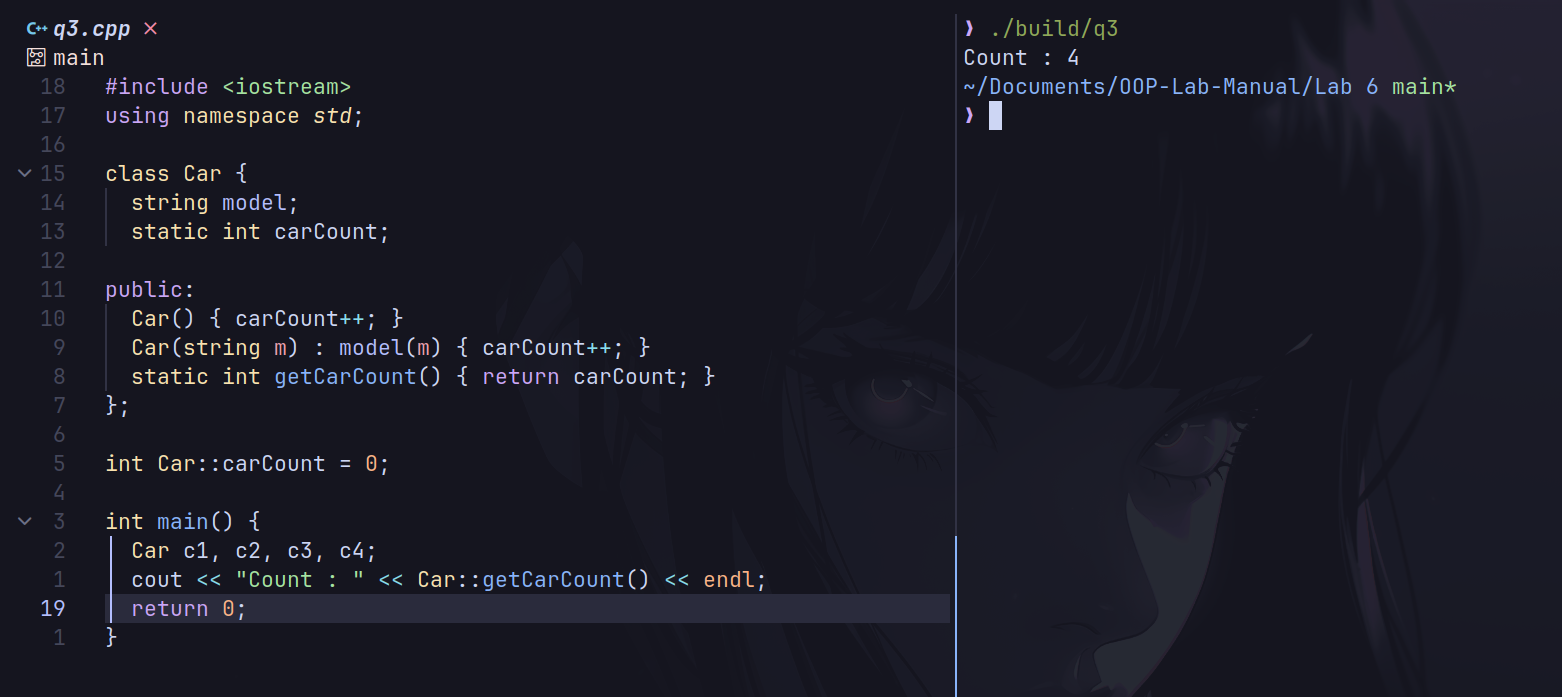 C++ q3.cpp ×
main
18 #include <iostream>
17 using namespace std;
16
15 class Car {
14   string model;
13   static int carCount;
12
11 public:
10   Car() { carCount++; }
9   Car(string m) : model(m) { carCount++; }
8   static int getCarCount() { return carCount; }
7 };
6
5 int Car::carCount = 0;
4
3 int main() {
2   Car c1, c2, c3, c4;
1   cout << "Count : " << Car::getCarCount() << endl;
19   return 0;
1 }
❯ ./build/q3
Count : 4
~/Documents/OOP-Lab-Manual/Lab 6 main*
❯